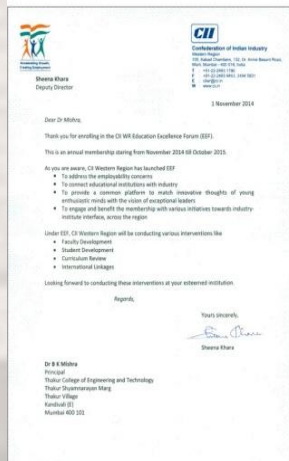 CII
Confederation of Indian Industry
Western Region
Sheena Khara
Deputy Director
1 November 2014
Dear Dr Mishra,
Thank you for enrolling in the CII WR Education Excellence Forum (EEF).
This is an annual membership starting from November 2014 till October 2015.
As you are aware, CII Western Region has launched EEF
• To address the employability concerns
• To connect educational institutions with industry
• To provide a common platform to match innovative thoughts of young
enthusiastic minds with the vision of exceptional leaders
• To engage and benefit the membership with various initiatives towards industry-
institute interface, across the region
Under EEF, CII Western Region will be conducting various interventions like
• Faculty Development
• Student Development
• Curriculum Review
• International Linkages
Looking forward to conducting these interventions at your esteemed institution.
Regards,
Yours sincerely,
Sheena Khara
Dr B K Mishra
Principal
Thakur College of Engineering and Technology
Thakur Shyamnarayan Marg
Thakur Village
Kandivali (E)
Mumbai 400 101